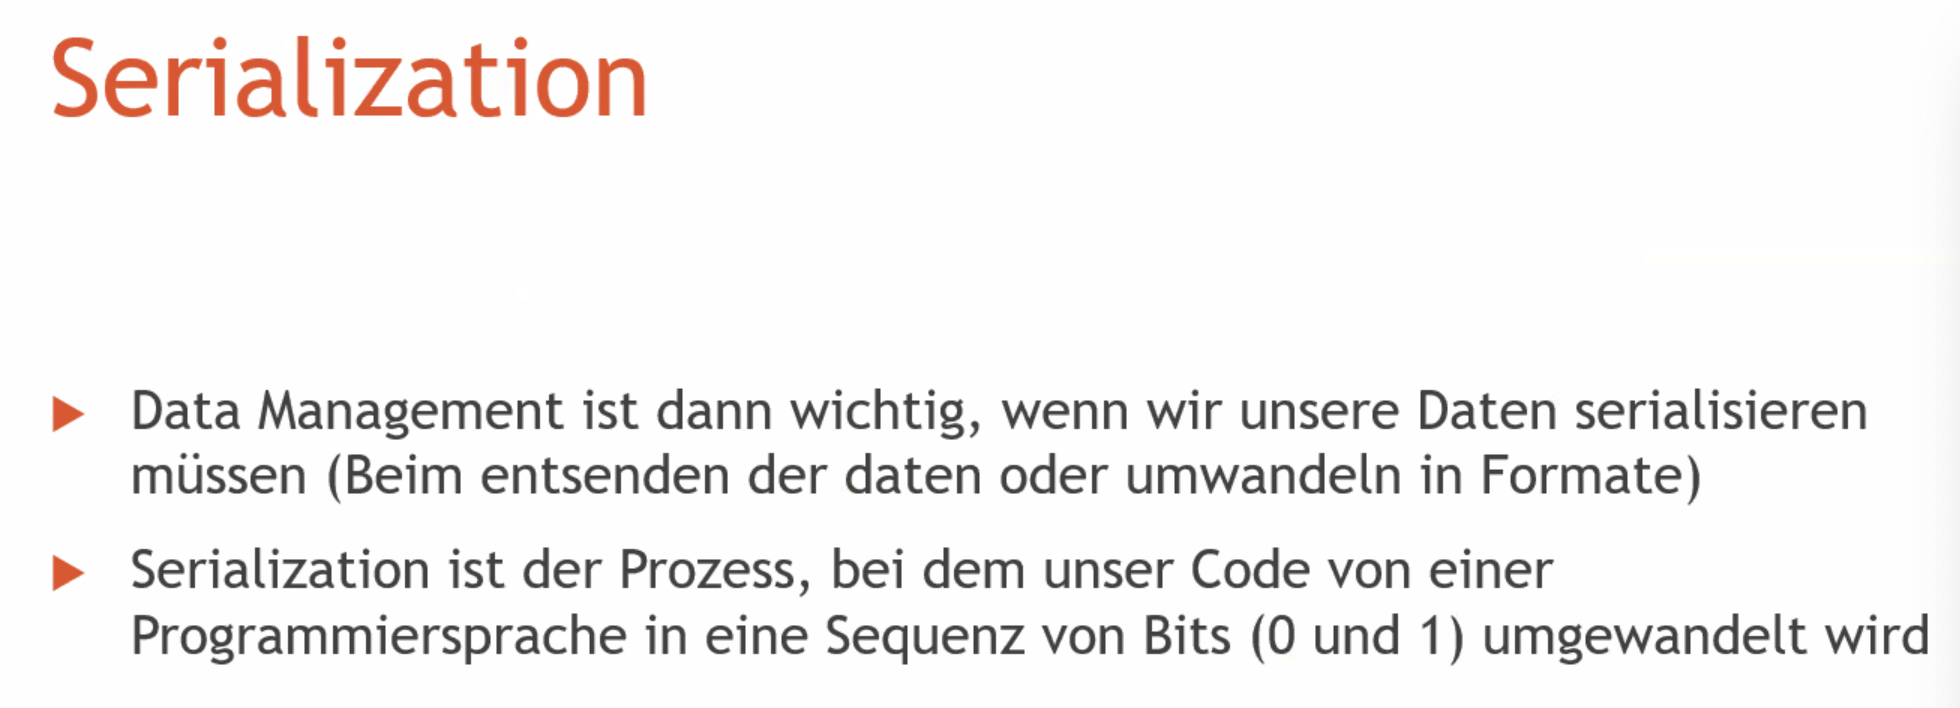 Serialization
Data Management ist dann wichtig, wenn wir unsere Daten serialisieren
müssen (Beim entsenden der daten oder umwandeln in Formate)
Serialization ist der Prozess, bei dem unser Code von einer
Programmiersprache in eine Sequenz von Bits (0 und 1) umgewandelt wird